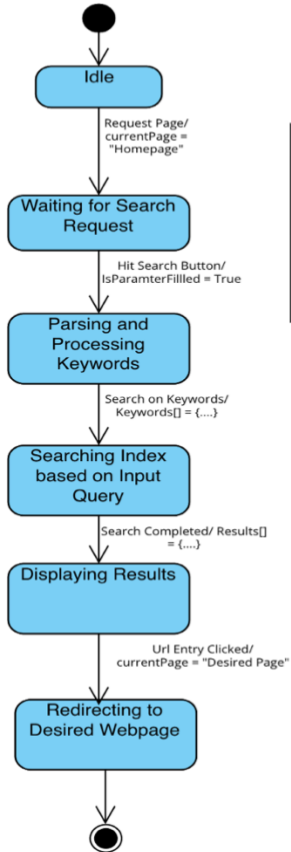 Idle
Request Page/
currentPage =
"Homepage"
Waiting for Search
Request
Hit Search Button/
IsParamterFillled = True
Parsing and
Processing
Keywords
Search on Keywords/
Keywords[] = {....}
Searching Index
based on Input
Query
Search Completed/ Results[]
= {....}
Displaying Results
Url Entry Clicked/
currentPage = "Desired Page"
Redirecting to
Desired Webpage